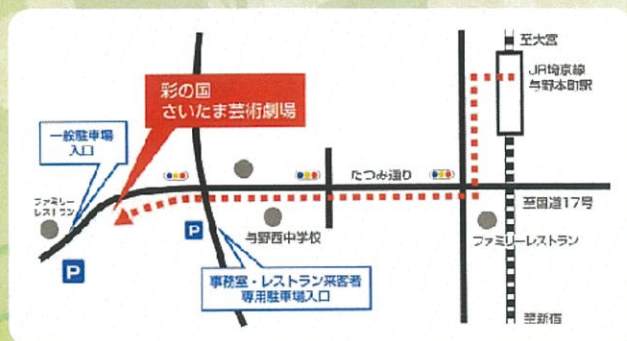 至大宮
JR埼京線
与野本町駅
彩の国
さいたま芸術劇場
一般駐車場
入口
たつみ通り
ファミリー
レストラン
至国道17号
P
与野西中学校
ファミリーレストラン
P
事務室・レストラン来客者
専用駐車場入口
至新宿